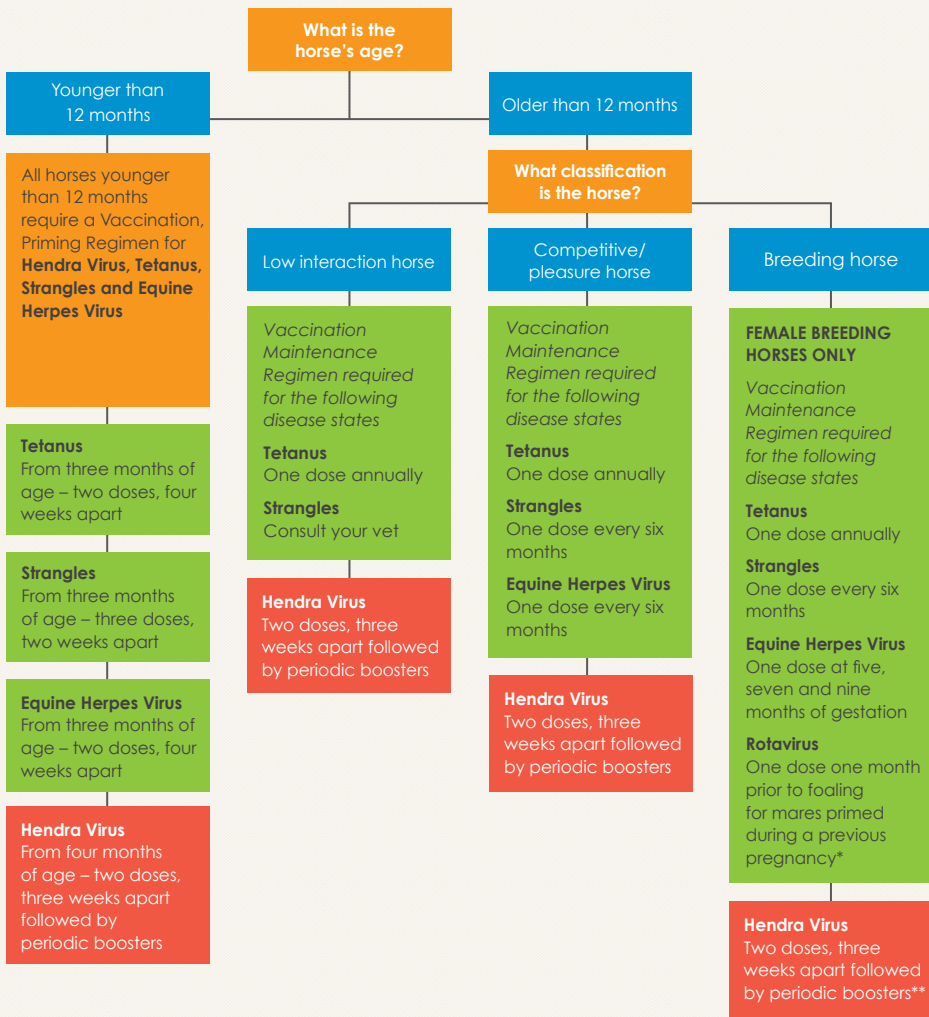 What is the
horse's age?
Younger than
12 months
Older than 12 months
All horses younger
than 12 months
require a Vaccination,
Priming Regimen for
Hendra Virus, Tetanus,
Strangles and Equine
Herpes Virus
Tetanus
From three months of
age – two doses, four
weeks apart
Strangles
From three months
of age – three doses,
two weeks apart
Equine Herpes Virus
From three months of
age – two doses, four
weeks apart
Hendra Virus
From four months
of age – two doses,
three weeks apart
followed by
periodic boosters
What classification
is the horse?
Low interaction horse
Vaccination
Maintenance
Regimen required
for the following
disease states
Tetanus
One dose annually
Strangles
Consult your vet
Hendra Virus
Two doses, three
weeks apart followed
by periodic boosters
Competitive/
pleasure horse
Vaccination
Maintenance
Regimen required
for the following
disease states
Tetanus
One dose annually
Strangles
One dose every six
months
Equine Herpes Virus
One dose every six
months
Hendra Virus
Two doses, three
weeks apart followed
by periodic boosters
Breeding horse
FEMALE BREEDING
HORSES ONLY
Vaccination
Maintenance
Regimen required
for the following
disease states
Tetanus
One dose annually
Strangles
One dose every six
months
Equine Herpes Virus
One dose at five,
seven and nine
months of gestation
Rotavirus
One dose one month
prior to foaling
for mares primed
during a previous
pregnancy*
Hendra Virus
Two doses, three
weeks apart followed
by periodic boosters**